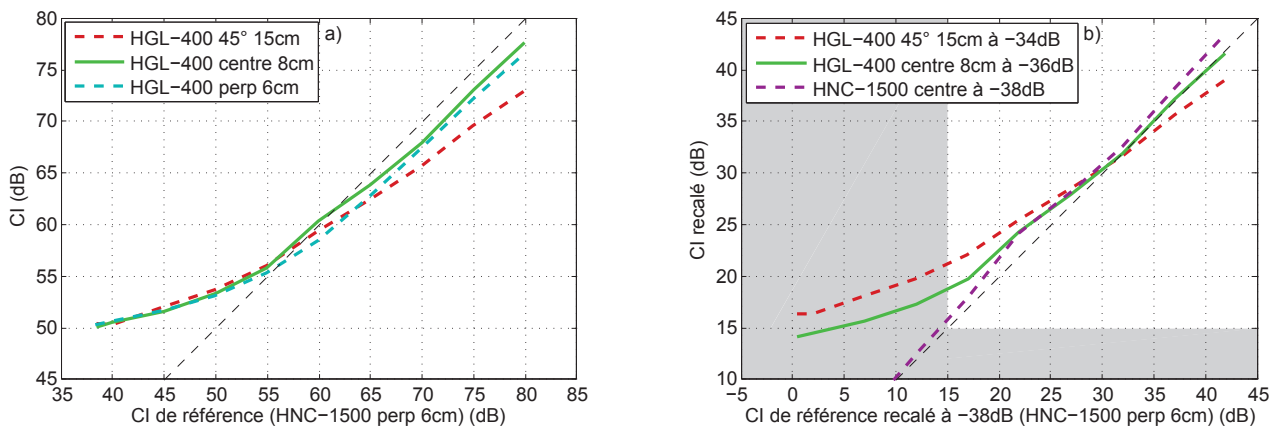 a)
HGL−400 45° 15cm
HGL−400 centre 8cm
HGL−400 perp 6cm
CI (dB)
80
75
70
65
60
55
50
45
35 40 45 50 55 60 65 70 75 80 85
CI de référence (HNC−1500 perp 6cm) (dB)
b)
HGL−400 45° 15cm à −34dB
HGL−400 centre 8cm à −36dB
HNC−1500 centre à −38dB
CI recalé (dB)
45
40
35
30
25
20
15
10
−5 0 5 10 15 20 25 30 35 40 45
CI de référence recalé à −38dB (HNC−1500 perp 6cm) (dB)